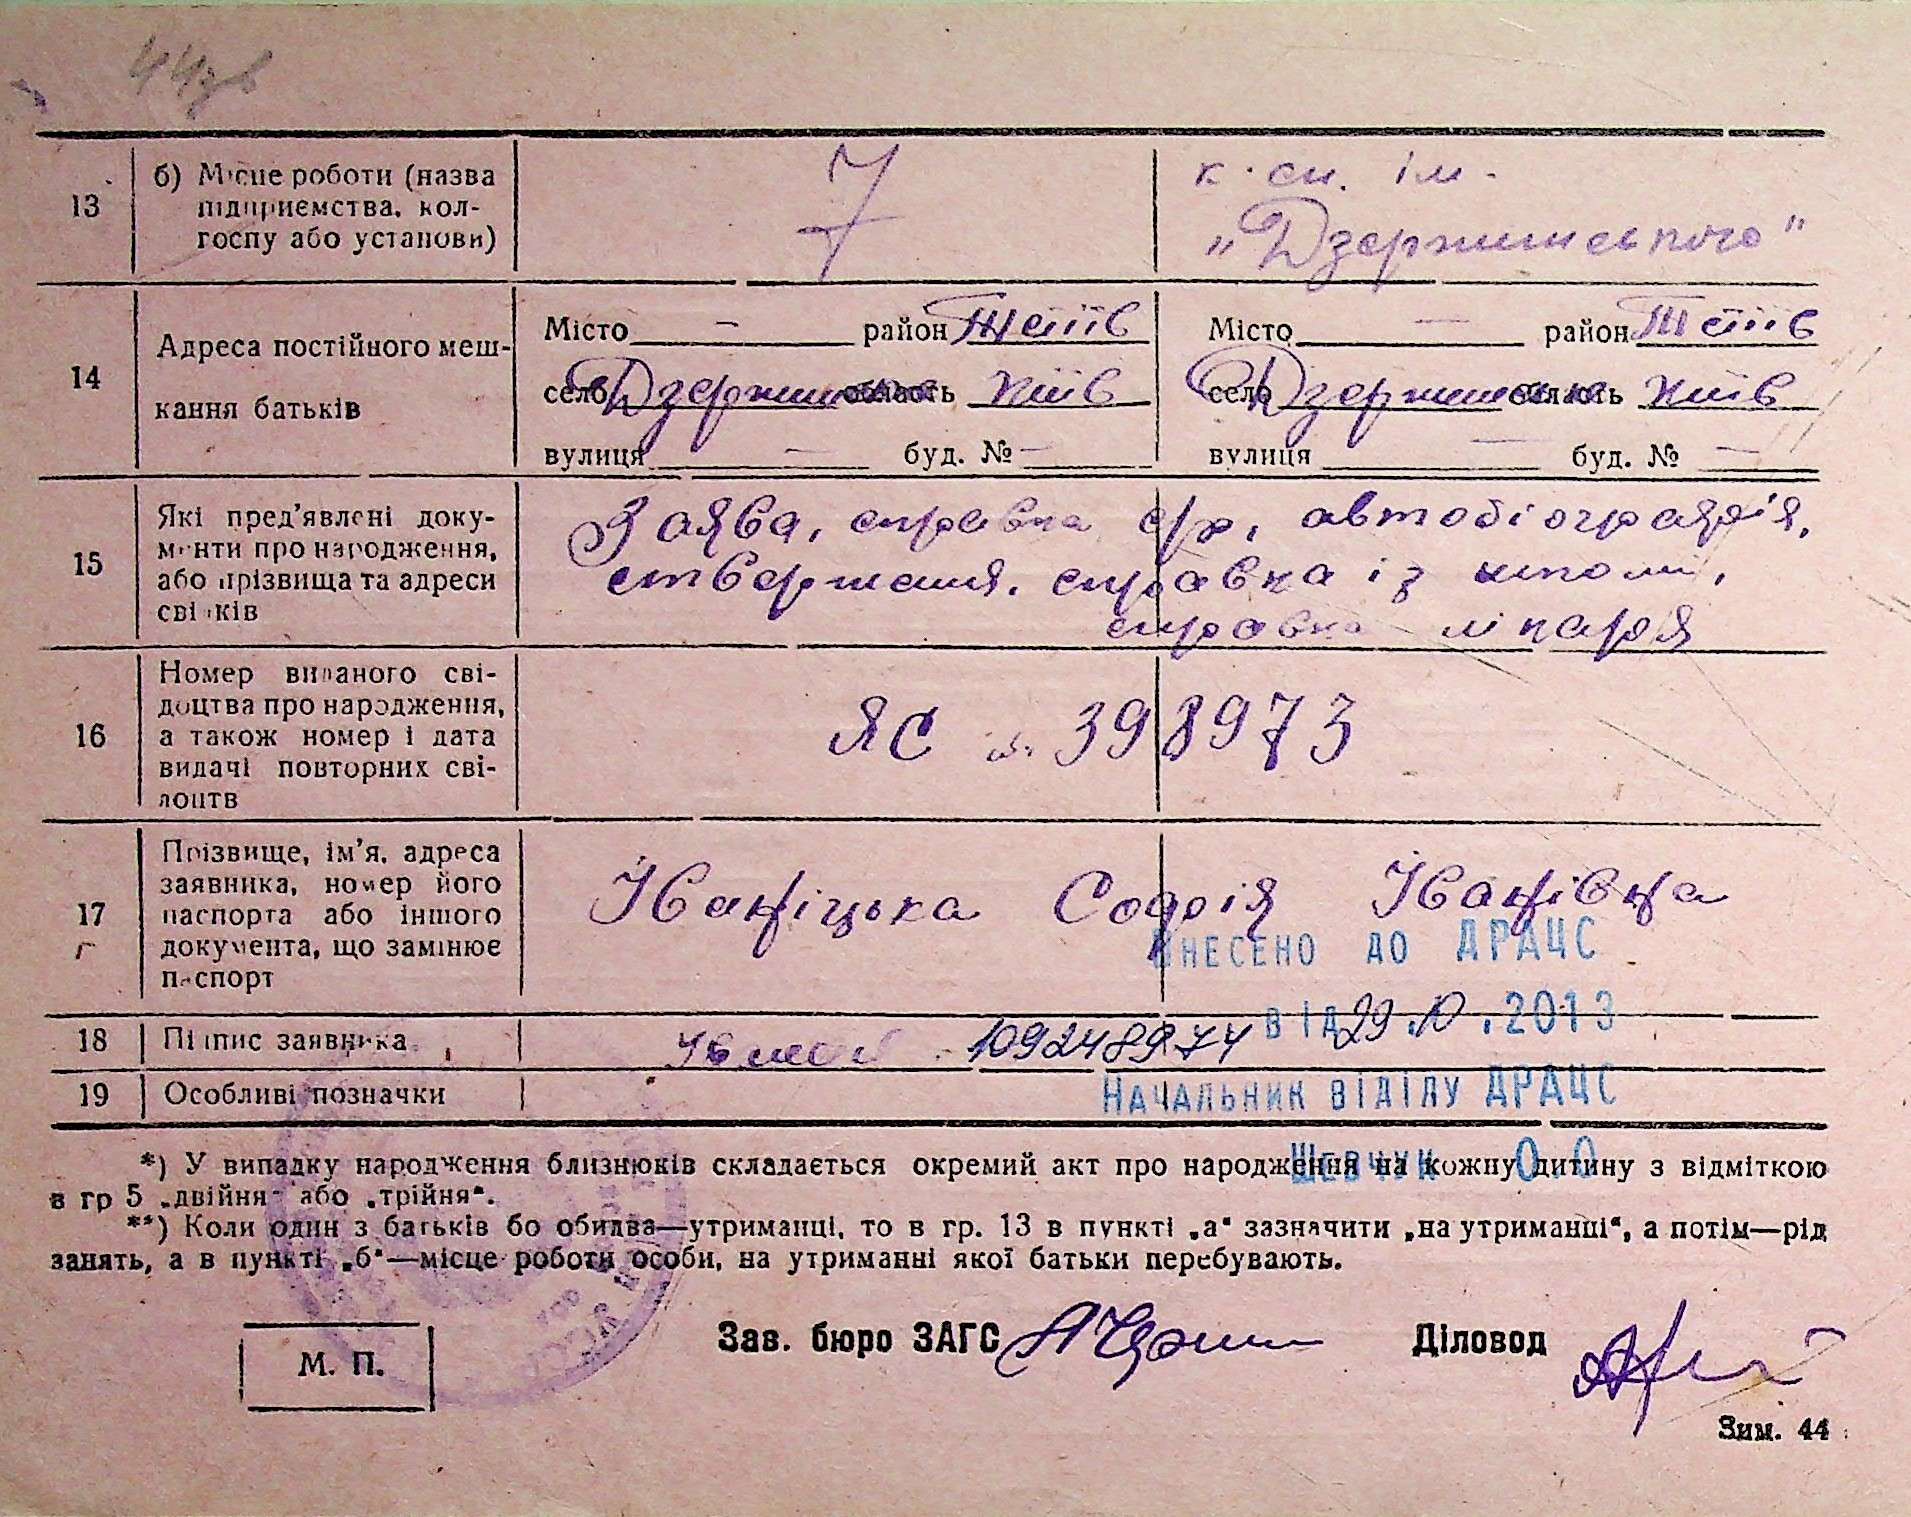 13
б) Місце роботи (назва
підприємства, кол-
госпу або установи)
7
к. сп. ім.
„Дзержинського"
14
Адреса постійного меш-
кання батьків
Місто — район Тетіїв
село Дзержинська область Київ
вулиця — буд. № —
Місто — район Тетіїв
село Дзержинська область Київ
вулиця — буд. № —
15
Які пред'явлені доку-
менти про народження,
або прізвища та адреси
свідків
Заява, справка с/р, автобіографія,
ствержения, справка із школи,
справка лікаря
16
Номер виданого сві-
доцтва про народження,
а також номер і дата
видачі повторних сві-
доцтв
ЯС № 398973
17
Прізвище, ім'я, адреса
заявника, номер його
паспорта або іншого
документа, що замінює
паспорт
Іваніцька Софія Іванівна
Внесено до ДРАЦС
від 29.10.2013
18
Підпис заявника
109248974
19
Особливі позначки
Начальник відділу ДРАЦС
Шевчук О.О
*) У випадку народження близнюків складається окремий акт про народження на кожну дитину з відміткою
в гр 5 „двійня" або „трійня".
**) Коли один з батьків бо обидва—утриманці, то в гр. 13 в пункті „а" зазначити „на утриманці", а потім—рід
занять, а в пункті „б"—місце роботи особи, на утриманні якої батьки перебувають.
М. П.
Зав. бюро ЗАГС
Діловод
Зим. 44